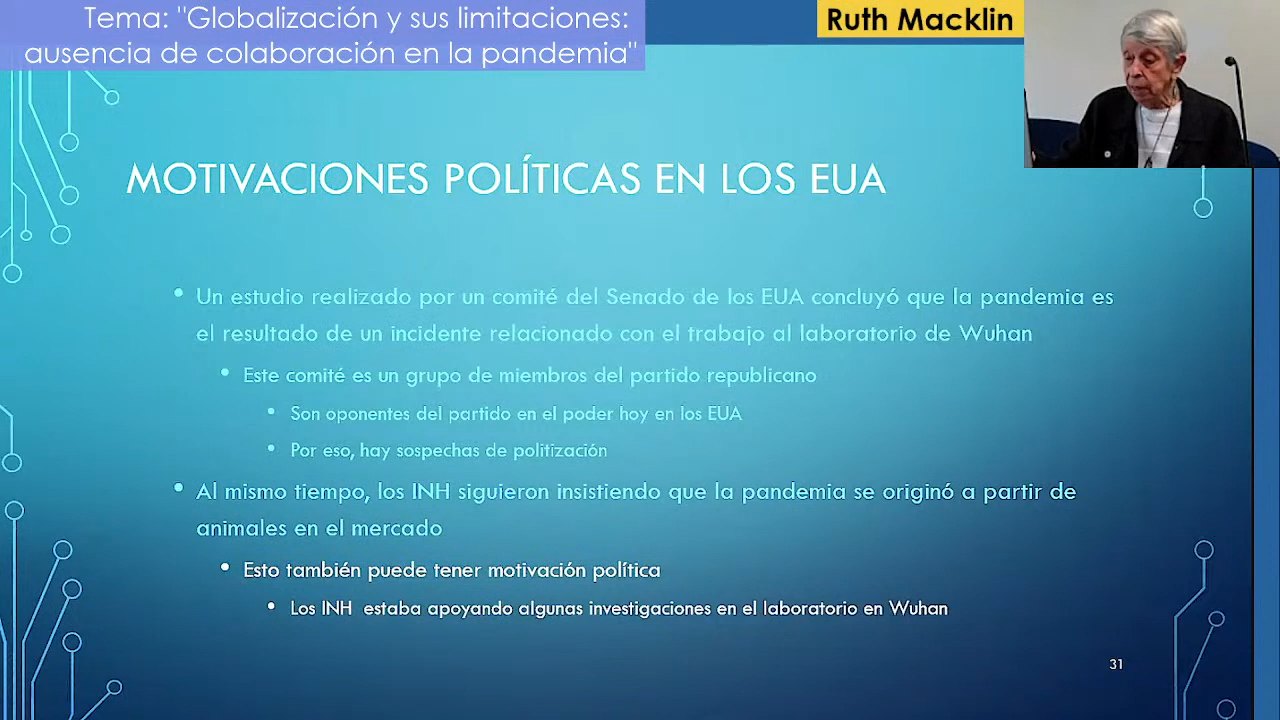 Tema: "Globalización y sus limitaciones:
ausencia de colaboración en la pandemia"
Ruth Macklin
MOTIVACIONES POLÍTICAS EN LOS EUA
• Un estudio realizado por un comité del Senado de los EUA concluyó que la pandemia es
el resultado de un incidente relacionado con el trabajo al laboratorio de Wuhan
• Este comité es un grupo de miembros del partido republicano
• Son oponentes del partido en el poder hoy en los EUA
• Por eso, hay sospechas de politización
• Al mismo tiempo, los INH siguieron insistiendo que la pandemia se originó a partir de
animales en el mercado
• Esto también puede tener motivación política
• Los INH estaba apoyando algunas investigaciones en el laboratorio en Wuhan
31